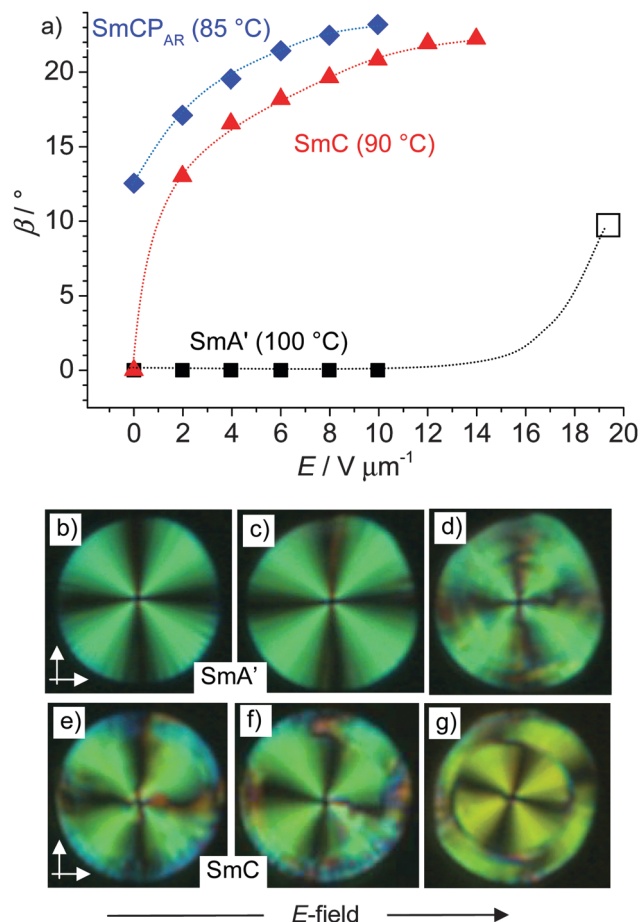 a)
SmCP_AR (85 °C)
SmC (90 °C)
SmA' (100 °C)
β / °
20
15
10
5
0
0 2 4 6 8 10 12 14 16 18 20
E / V μm⁻¹
b) c) d)
SmA'
e) f) g)
SmC
E-field